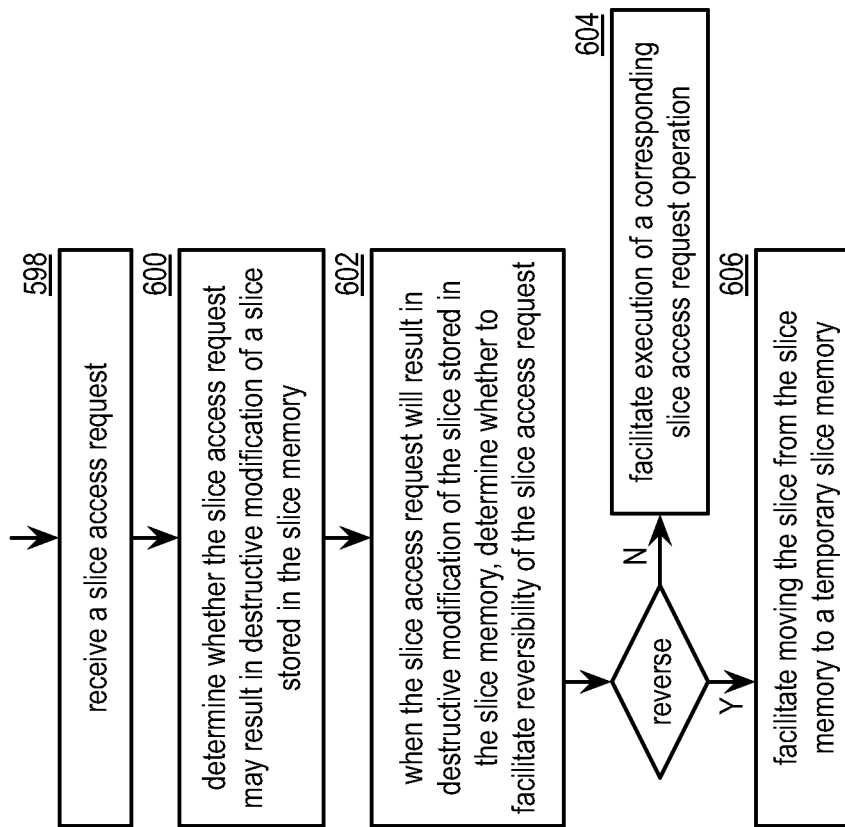 598
receive a slice access request
600
determine whether the slice access request
may result in destructive modification of a slice
stored in the slice memory
602
when the slice access request will result in
destructive modification of the slice stored in
the slice memory, determine whether to
facilitate reversibility of the slice access request
reverse
N
Y
604
facilitate execution of a corresponding
slice access request operation
606
facilitate moving the slice from the slice
memory to a temporary slice memory